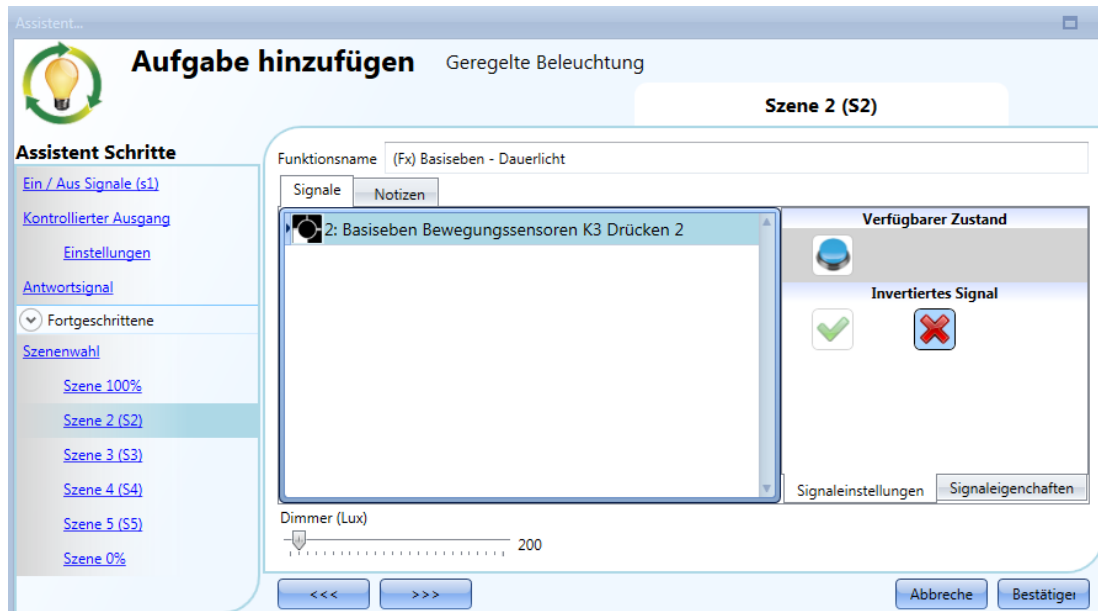 Assistent...
Aufgabe hinzufügen Geregelte Beleuchtung
Szene 2 (S2)
Assistent Schritte
Ein / Aus Signale (s1)
Kontrollierter Ausgang
Einstellungen
Antwortsignal
Fortgeschrittene
Szenenwahl
Szene 100%
Szene 2 (S2)
Szene 3 (S3)
Szene 4 (S4)
Szene 5 (S5)
Szene 0%
Funktionsname (Fx) Basiseben - Dauerlicht
Signale Notizen
2: Basiseben Bewegungssensoren K3 Drücken 2
Verfügbarer Zustand
Invertiertes Signal
Signaleinstellungen Signaleigenchaften
Dimmer (Lux)
200
<<< >>> Abbreche Bestätiger